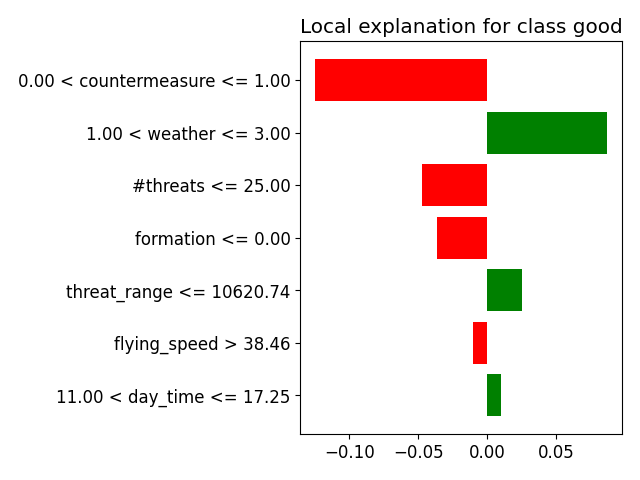 Local explanation for class good
0.00 < countermeasure <= 1.00
1.00 < weather <= 3.00
#threats <= 25.00
formation <= 0.00
threat_range <= 10620.74
flying_speed > 38.46
11.00 < day_time <= 17.25
−0.10 −0.05 0.00 0.05